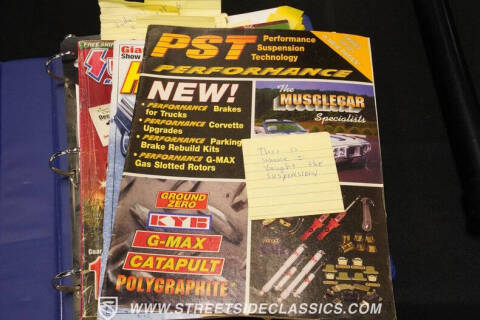 PST Performance
Suspension
Technology
PERFORMANCE
NEW!
• PERFORMANCE Brakes
for Trucks
• PERFORMANCE Corvette
Upgrades
• PERFORMANCE Parking
Brake Rebuild Kits
• PERFORMANCE G-MAX
Gas Slotted Rotors
The
MUSCLECAR
Specialists
This is
where I
bought the
suspension
GROUND
ZERO
KYB
G-MAX
CATAPULT
POLYGRAPHITE
Show
WWW.STREETSIDECLASSICS.COM